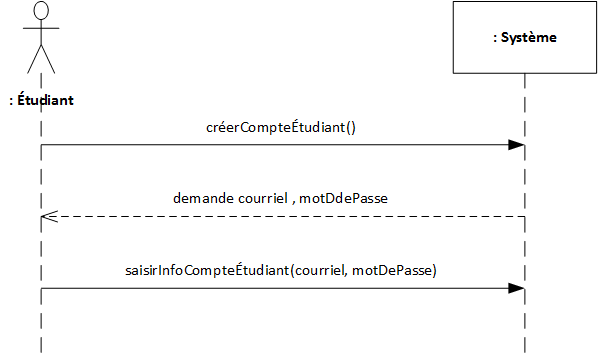 : Système
: Étudiant
créerCompteÉtudiant()
demande courriel , motDdePasse
saisirInfoCompteÉtudiant(courriel, motDePasse)